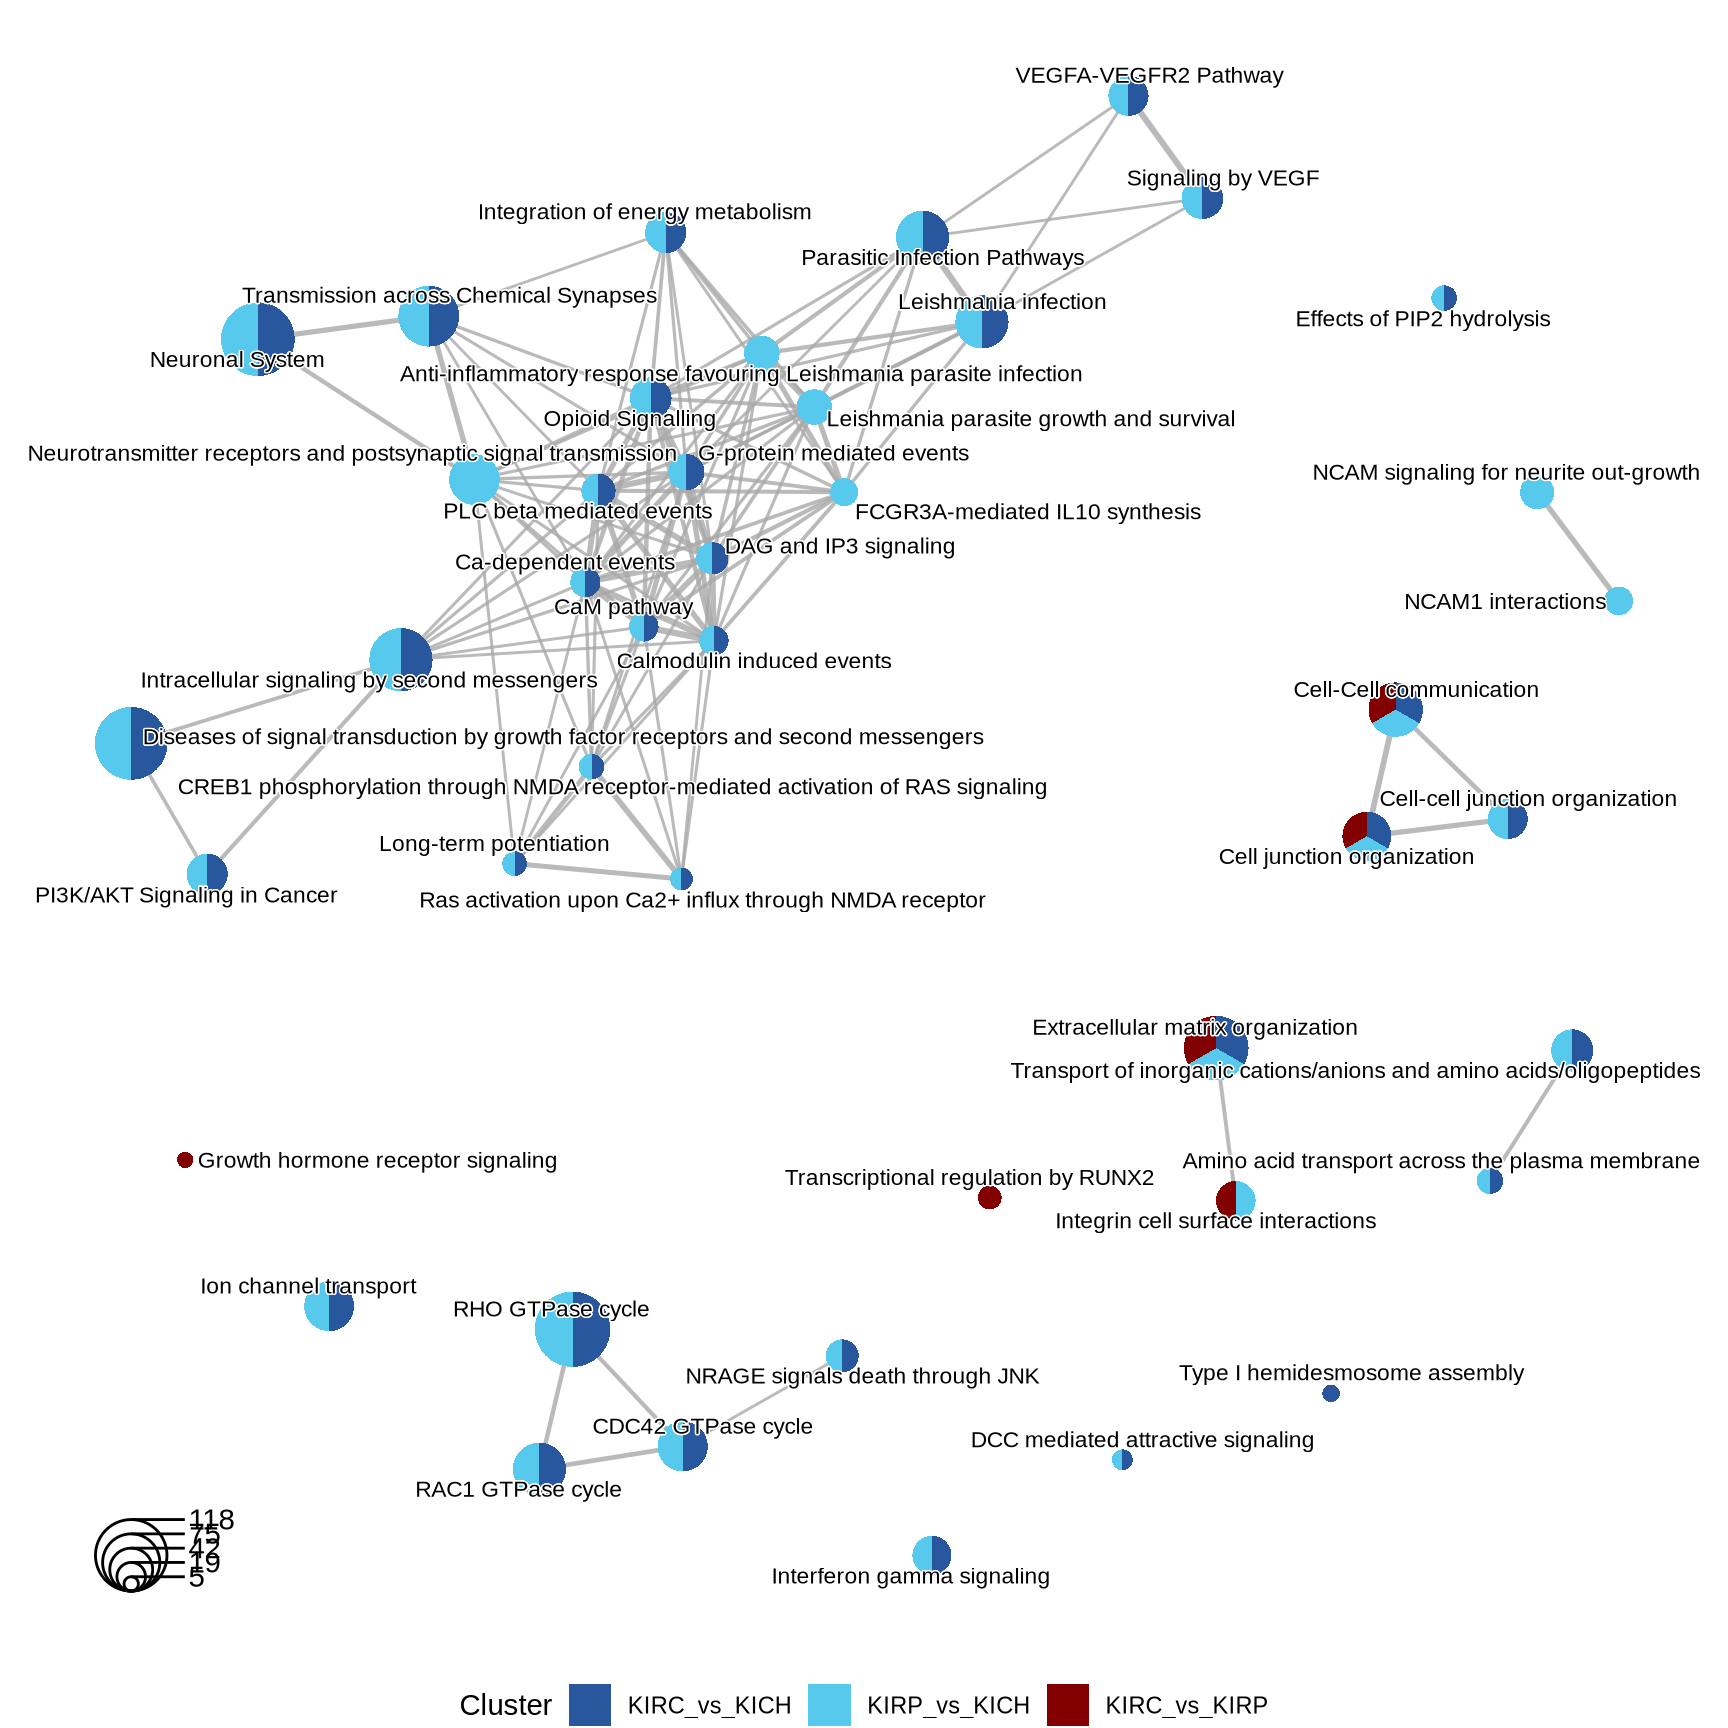 VEGFA-VEGFR2 Pathway
Signaling by VEGF
Integration of energy metabolism
Parasitic Infection Pathways
Transmission across Chemical Synapses
Leishmania infection
Effects of PIP2 hydrolysis
Neuronal System
Anti-inflammatory response favouring Leishmania parasite infection
Opioid Signalling
Leishmania parasite growth and survival
Neurotransmitter receptors and postsynaptic signal transmission
G-protein mediated events
NCAM signaling for neurite out-growth
PLC beta mediated events
FCGR3A-mediated IL10 synthesis
DAG and IP3 signaling
Ca-dependent events
CaM pathway
NCAM1 interactions
Calmodulin induced events
Intracellular signaling by second messengers
Cell-Cell communication
Diseases of signal transduction by growth factor receptors and second messengers
CREB1 phosphorylation through NMDA receptor-mediated activation of RAS signaling
Cell-cell junction organization
Long-term potentiation
Cell junction organization
PI3K/AKT Signaling in Cancer
Ras activation upon Ca2+ influx through NMDA receptor
Extracellular matrix organization
Transport of inorganic cations/anions and amino acids/oligopeptides
Growth hormone receptor signaling
Amino acid transport across the plasma membrane
Transcriptional regulation by RUNX2
Integrin cell surface interactions
Ion channel transport
RHO GTPase cycle
NRAGE signals death through JNK
Type I hemidesmosome assembly
CDC42 GTPase cycle
DCC mediated attractive signaling
RAC1 GTPase cycle
118
75
42
19
5
Interferon gamma signaling
Cluster KIRC_vs_KICH KIRP_vs_KICH KIRC_vs_KIRP